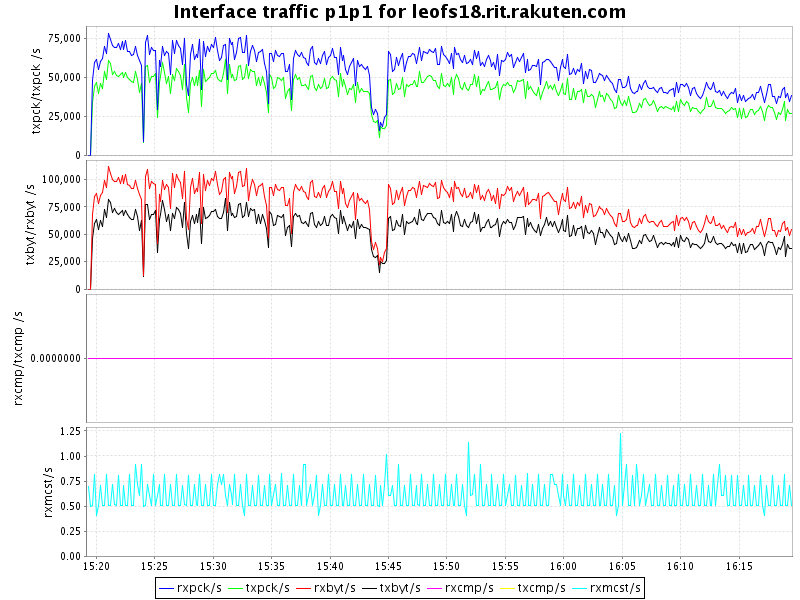 Interface traffic p1p1 for leofs18.rit.rakuten.com
txpck/txpck /s
75,000
50,000
25,000
0
txbyt/rxbyt /s
100,000
75,000
50,000
25,000
0
rxcmp/txcmp /s
0.0000000
rxmcst/s
1.25
1.00
0.75
0.50
0.25
0.00
15:20 15:25 15:30 15:35 15:40 15:45 15:50 15:55 16:00 16:05 16:10 16:15
rxpck/s txpck/s rxbyt/s txbyt/s rxcmp/s txcmp/s rxmcst/s